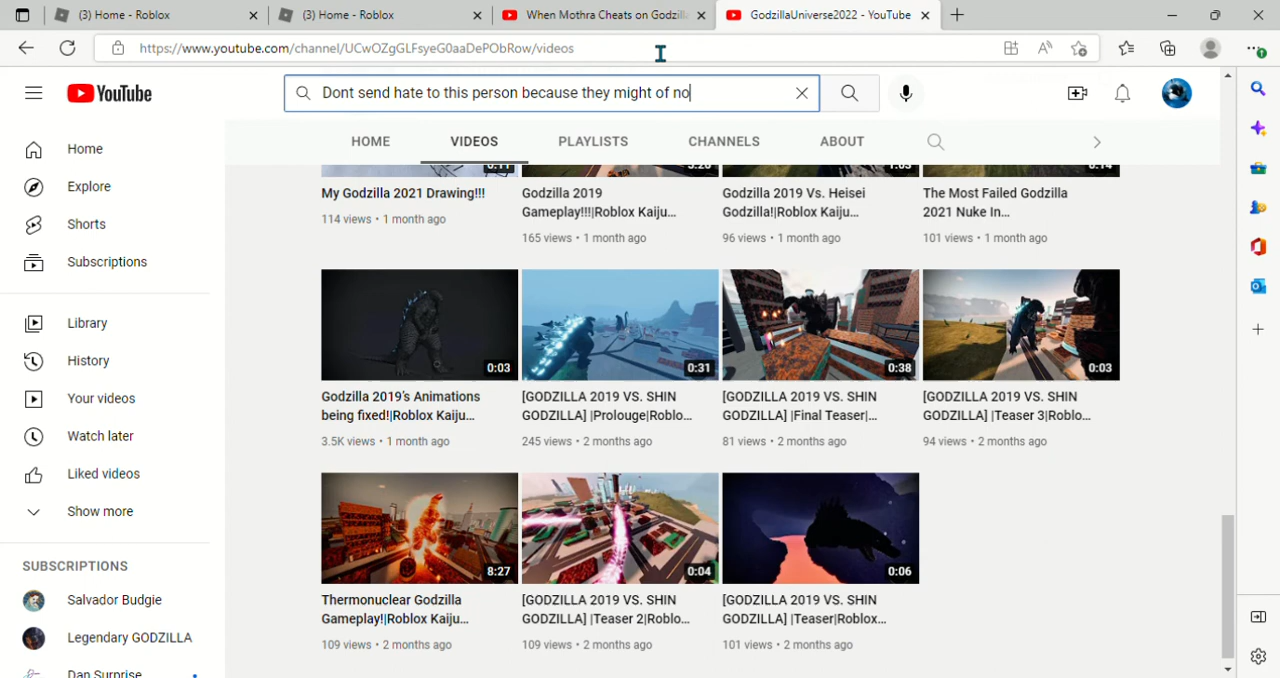 (3) Home - Roblox
(3) Home - Roblox
When Mothra Cheats on Godzill
GodzillaUniverse2022 - YouTube
https://www.youtube.com/channel/UCwOZgGLFsyeG0aaDePObRow/videos
YouTube
Dont send hate to this person because they might of no
HOME
VIDEOS
PLAYLISTS
CHANNELS
ABOUT
Home
Explore
Shorts
Subscriptions
Library
History
Your videos
Watch later
Liked videos
Show more
SUBSCRIPTIONS
Salvador Budgie
Legendary GODZILLA
Dan Surprise
My Godzilla 2021 Drawing!!!
114 views • 1 month ago
Godzilla 2019
Gameplay!!!|Roblox Kaiju...
165 views • 1 month ago
Godzilla 2019 Vs. Heisei
Godzilla!|Roblox Kaiju...
96 views • 1 month ago
The Most Failed Godzilla
2021 Nuke In...
101 views • 1 month ago
0:03
Godzilla 2019's Animations
being fixed!|Roblox Kaiju...
3.5K views • 1 month ago
0:31
[GODZILLA 2019 VS. SHIN
GODZILLA] |Prolouge|Roblo...
245 views • 2 months ago
0:38
[GODZILLA 2019 VS. SHIN
GODZILLA] |Final Teaser|...
81 views • 2 months ago
0:03
[GODZILLA 2019 VS. SHIN
GODZILLA] |Teaser 3|Roblo...
94 views • 2 months ago
8:27
Thermonuclear Godzilla
Gameplay!|Roblox Kaiju...
109 views • 2 months ago
0:04
[GODZILLA 2019 VS. SHIN
GODZILLA] |Teaser 2|Roblo...
109 views • 2 months ago
0:06
[GODZILLA 2019 VS. SHIN
GODZILLA] |Teaser|Roblox...
101 views • 2 months ago